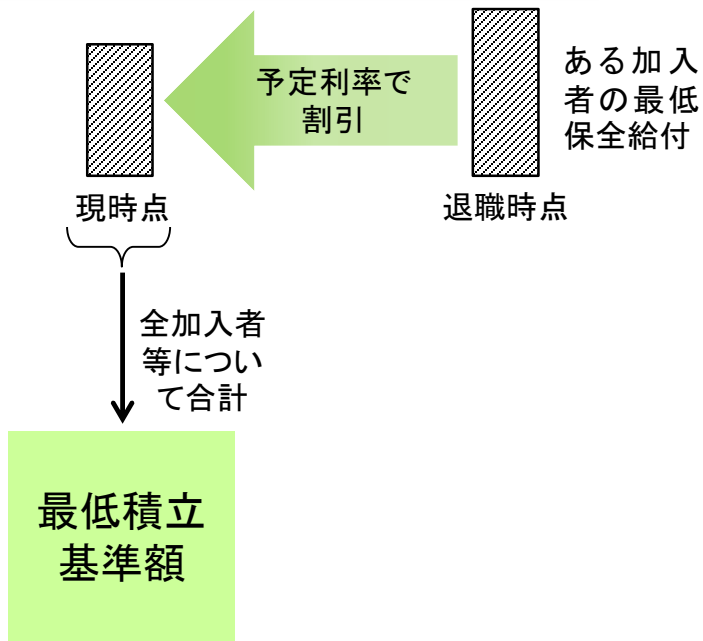 予定利率で
割引
ある加入
者の最低
保全給付
現時点
退職時点
全加入者
等につい
て合計
最低積立
基準額